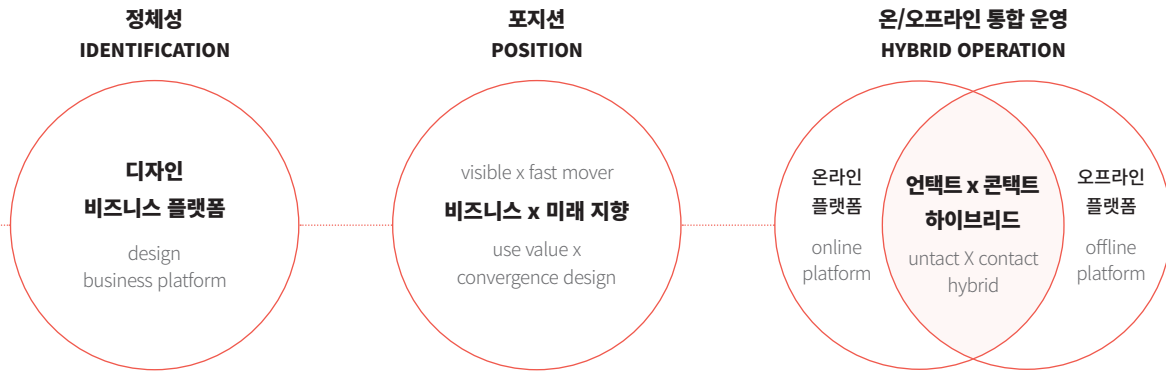 정체성
IDENTIFICATION
디자인
비즈니스 플랫폼
design
business platform
포지션
POSITION
visible x fast mover
비즈니스 x 미래 지향
use value x
convergence design
온/오프라인 통합 운영
HYBRID OPERATION
온라인
플랫폼
online
platform
언택트 x 콘택트
하이브리드
untact X contact
hybrid
오프라인
플랫폼
offline
platform